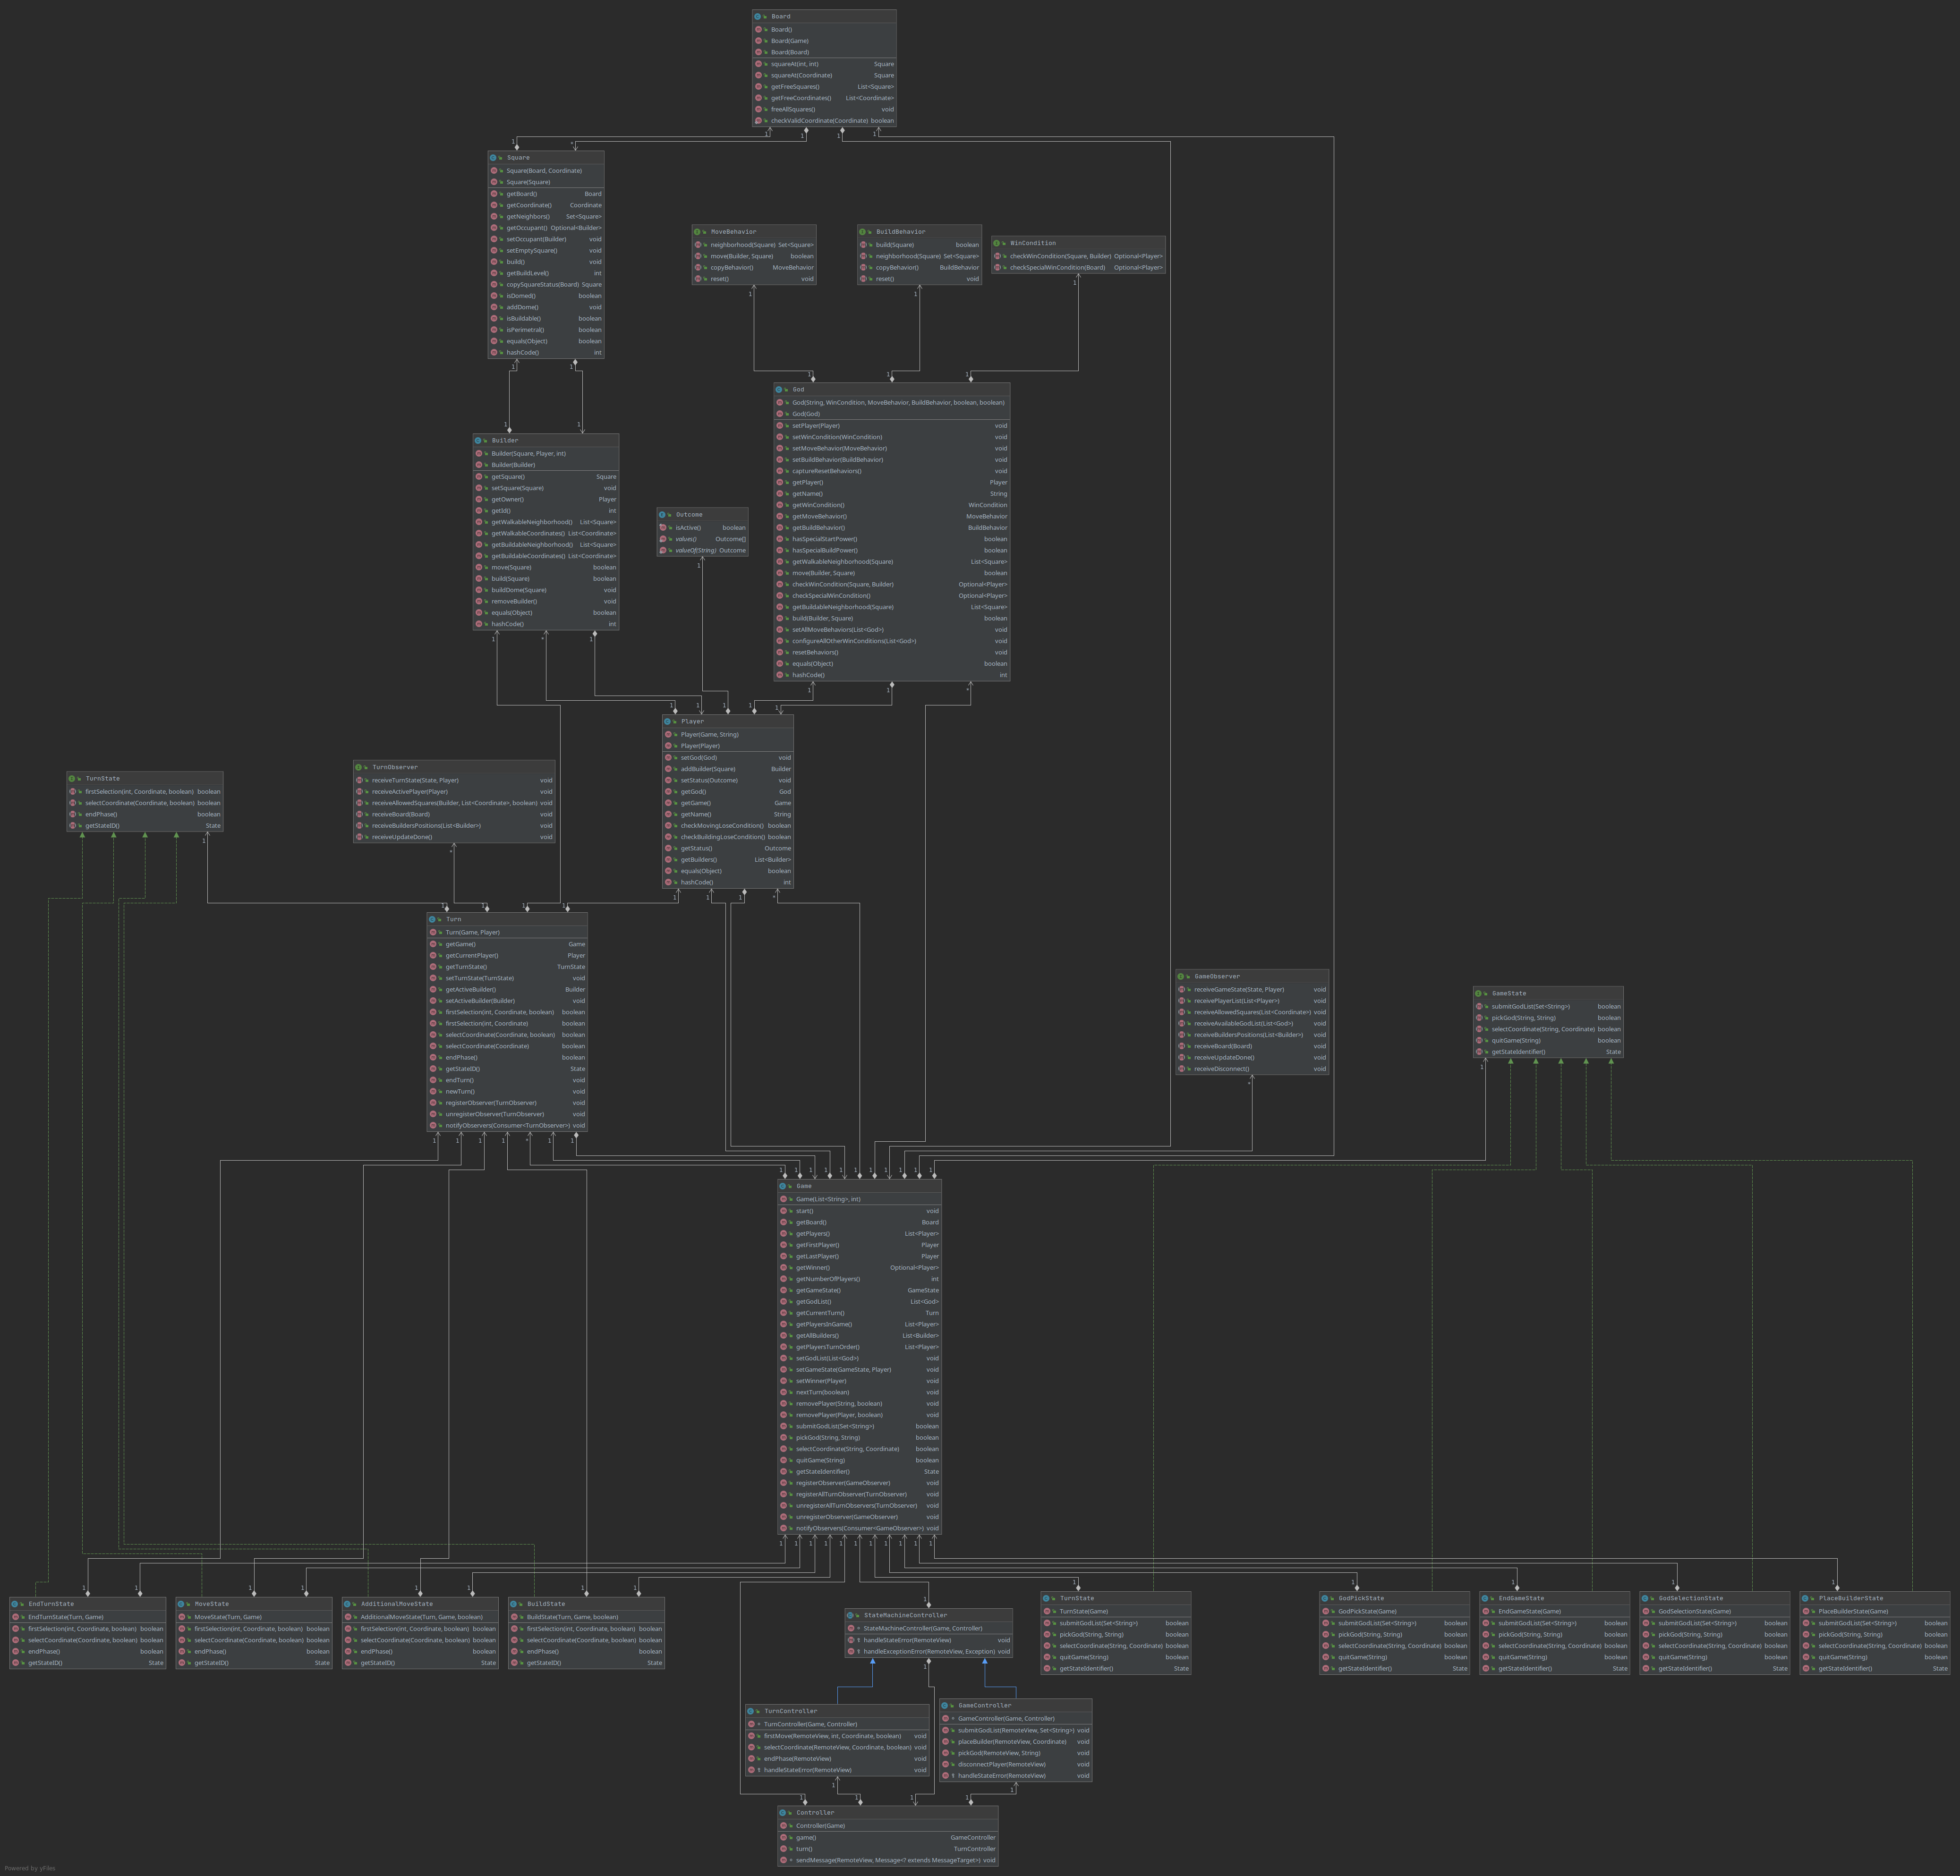 Board
Board()
Board(Game)
Board(Board)
squareAt(int, int) Square
squareAt(Coordinate) Square
getFreeSquares() List<Square>
getFreeCoordinates() List<Coordinate>
freeAllSquares() void
checkValidCoordinate(Coordinate) boolean
Square
Square(Board, Coordinate)
Square(Square)
getBoard() Board
getCoordinate() Coordinate
getNeighbors() Set<Square>
getOccupant() Optional<Builder>
setOccupant(Builder) void
setEmptySquare() void
build() void
getBuildLevel() int
copySquareStatus(Board) Square
isDomed() boolean
addDome() void
isBuildable() boolean
isPerimetral() boolean
equals(Object) boolean
hashCode() int
MoveBehavior
neighborhood(Square) Set<Square>
move(Builder, Square) boolean
copyBehavior() MoveBehavior
reset() void
BuildBehavior
build(Square) boolean
neighborhood(Square) Set<Square>
copyBehavior() BuildBehavior
reset() void
WinCondition
checkWinCondition(Square, Builder) Optional<Player>
checkSpecialWinCondition(Board) Optional<Player>
God
God(String, WinCondition, MoveBehavior, BuildBehavior, boolean, boolean)
God(God)
setPlayer(Player) void
setWinCondition(WinCondition) void
setMoveBehavior(MoveBehavior) void
setBuildBehavior(BuildBehavior) void
captureResetBehaviors() void
getPlayer() Player
getName() String
getWinCondition() WinCondition
getMoveBehavior() MoveBehavior
getBuildBehavior() BuildBehavior
hasSpecialStartPower() boolean
hasSpecialBuildPower() boolean
getWalkableNeighborhood(Square) List<Square>
move(Builder, Square) boolean
checkWinCondition(Square, Builder) Optional<Player>
checkSpecialWinCondition() Optional<Player>
getBuildableNeighborhood(Square) List<Square>
build(Builder, Square) boolean
setAllMoveBehaviors(List<God>) void
configureAllOtherWinConditions(List<God>) void
resetBehaviors() void
equals(Object) boolean
hashCode() int
Builder
Builder(Square, Player, int)
Builder(Builder)
getSquare() Square
setSquare(Square) void
getOwner() Player
getId() int
getWalkableNeighborhood() List<Square>
getWalkableCoordinates() List<Coordinate>
getBuildableNeighborhood() List<Square>
getBuildableCoordinates() List<Coordinate>
move(Square) boolean
build(Square) boolean
buildDome(Square) void
removeBuilder() void
equals(Object) boolean
hashCode() int
Outcome
isActive() boolean
values() Outcome[]
valueOf(String) Outcome
Player
Player(Game, String)
Player(Player)
setGod(God) void
addBuilder(Square) Builder
setStatus(Outcome) void
getGod() God
getGame() Game
getName() String
checkMovingLoseCondition() boolean
checkBuildingLoseCondition() boolean
getStatus() Outcome
getBuilders() List<Builder>
equals(Object) boolean
hashCode() int
TurnState
firstSelection(int, Coordinate, boolean) boolean
selectCoordinate(Coordinate, boolean) boolean
endPhase() boolean
getStateID() State
TurnObserver
receiveTurnState(State, Player) void
receiveActivePlayer(Player) void
receiveAllowedSquares(Builder, List<Coordinate>, boolean) void
receiveBoard(Board) void
receiveBuildersPositions(List<Builder>) void
receiveUpdateDone() void
Turn
Turn(Game, Player)
getGame() Game
getCurrentPlayer() Player
getTurnState() TurnState
setTurnState(TurnState) void
getActiveBuilder() Builder
setActiveBuilder(Builder) void
firstSelection(int, Coordinate, boolean) boolean
firstSelection(int, Coordinate) boolean
selectCoordinate(Coordinate, boolean) boolean
selectCoordinate(Coordinate) boolean
endPhase() boolean
getStateID() State
endTurn() void
newTurn() void
registerObserver(TurnObserver) void
unregisterObserver(TurnObserver) void
notifyObservers(Consumer<TurnObserver>) void
GameObserver
receiveGameState(State, Player) void
receivePlayerList(List<Player>) void
receiveAllowedSquares(List<Coordinate>) void
receiveAvailableGodList(List<God>) void
receiveBuildersPositions(List<Builder>) void
receiveBoard(Board) void
receiveUpdateDone() void
receiveDisconnect() void
GameState
submitGodList(Set<String>) boolean
pickGod(String, String) boolean
selectCoordinate(String, Coordinate) boolean
quitGame(String) boolean
getStateIdentifier() State
Game
Game(List<String>, int)
start() void
getBoard() Board
getPlayers() List<Player>
getFirstPlayer() Player
getLastPlayer() Player
getWinner() Optional<Player>
getNumberOfPlayers() int
getGameState() GameState
getGodList() List<God>
getCurrentTurn() Turn
getPlayersInGame() List<Player>
getAllBuilders() List<Builder>
getPlayersTurnOrder() List<Player>
setGodList(List<God>) void
setGameState(GameState, Player) void
setWinner(Player) void
nextTurn(boolean) void
removePlayer(String, boolean) void
removePlayer(Player, boolean) void
submitGodList(Set<String>) boolean
pickGod(String, String) boolean
selectCoordinate(String, Coordinate) boolean
quitGame(String) boolean
getStateIdentifier() State
registerObserver(GameObserver) void
registerAllTurnObserver(TurnObserver) void
unregisterAllTurnObservers(TurnObserver) void
unregisterObserver(GameObserver) void
notifyObservers(Consumer<GameObserver>) void
EndTurnState
EndTurnState(Turn, Game)
firstSelection(int, Coordinate, boolean) boolean
selectCoordinate(Coordinate, boolean) boolean
endPhase() boolean
getStateID() State
MoveState
MoveState(Turn, Game)
firstSelection(int, Coordinate, boolean) boolean
selectCoordinate(Coordinate, boolean) boolean
endPhase() boolean
getStateID() State
AdditionalMoveState
AdditionalMoveState(Turn, Game, boolean)
firstSelection(int, Coordinate, boolean) boolean
selectCoordinate(Coordinate, boolean) boolean
endPhase() boolean
getStateID() State
BuildState
BuildState(Turn, Game, boolean)
firstSelection(int, Coordinate, boolean) boolean
selectCoordinate(Coordinate, boolean) boolean
endPhase() boolean
getStateID() State
StateMachineController
StateMachineController(Game, Controller)
handleStateError(RemoteView) void
handleExceptionError(RemoteView, Exception) void
TurnState
TurnState(Game)
submitGodList(Set<String>) boolean
pickGod(String, String) boolean
selectCoordinate(String, Coordinate) boolean
quitGame(String) boolean
getStateIdentifier() State
GodPickState
GodPickState(Game)
submitGodList(Set<String>) boolean
pickGod(String, String) boolean
selectCoordinate(String, Coordinate) boolean
quitGame(String) boolean
getStateIdentifier() State
EndGameState
EndGameState(Game)
submitGodList(Set<String>) boolean
pickGod(String, String) boolean
selectCoordinate(String, Coordinate) boolean
quitGame(String) boolean
getStateIdentifier() State
GodSelectionState
GodSelectionState(Game)
submitGodList(Set<String>) boolean
pickGod(String, String) boolean
selectCoordinate(String, Coordinate) boolean
quitGame(String) boolean
getStateIdentifier() State
PlaceBuilderState
PlaceBuilderState(Game)
submitGodList(Set<String>) boolean
pickGod(String, String) boolean
selectCoordinate(String, Coordinate) boolean
quitGame(String) boolean
getStateIdentifier() State
TurnController
TurnController(Game, Controller)
firstMove(RemoteView, int, Coordinate, boolean) void
selectCoordinate(RemoteView, Coordinate, boolean) void
endPhase(RemoteView) void
handleStateError(RemoteView) void
GameController
GameController(Game, Controller)
submitGodList(RemoteView, Set<String>) void
placeBuilder(RemoteView, Coordinate) void
pickGod(RemoteView, String) void
disconnectPlayer(RemoteView) void
handleStateError(RemoteView) void
Controller
Controller(Game)
game() GameController
turn() TurnController
sendMessage(RemoteView, Message<? extends MessageTarget>) void
Powered by yFiles